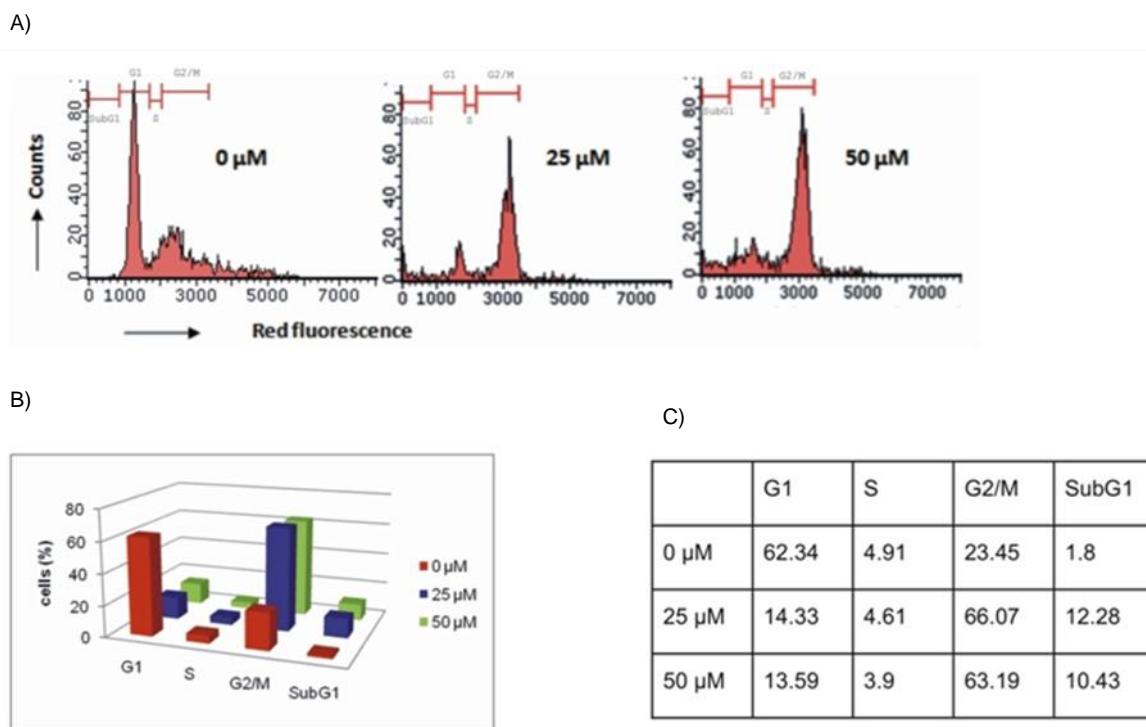 A)
G1 G2/M
SubG1 S
0 µM
Counts
0 20 40 60 80
0 1000 3000 5000 7000
G1 G2/M
SubG1 S
25 µM
0 20 40 60 80
0 1000 3000 5000 7000
G1 G2/M
SubG1 S
50 µM
0 20 40 60 80
0 1000 3000 5000 7000
Red fluorescence
B)
cells (%)
80
60
40
20
0
G1 S G2/M SubG1
0 µM
25 µM
50 µM
C)
G1 S G2/M SubG1
0 µM 62.34 4.91 23.45 1.8
25 µM 14.33 4.61 66.07 12.28
50 µM 13.59 3.9 63.19 10.43